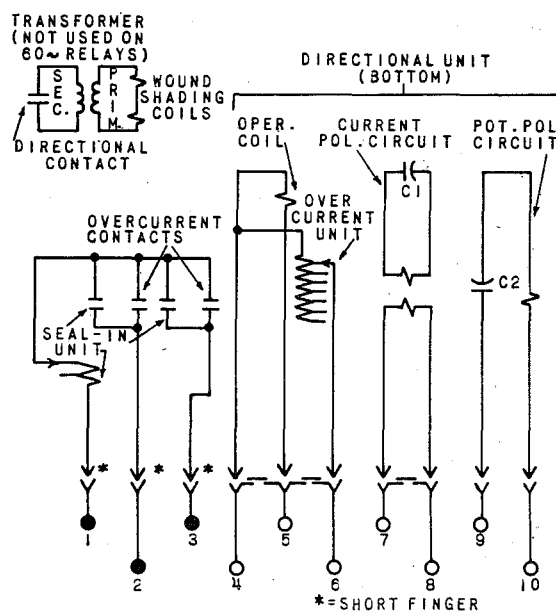 TRANSFORMER
(NOT USED ON
60~ RELAYS)
SEC.
PRIM.
WOUND
SHADING
COILS
DIRECTIONAL
CONTACT
DIRECTIONAL UNIT
(BOTTOM)
OPER.
COIL
CURRENT
POL. CIRCUIT
POT. POL
CIRCUIT
C1
OVER
CURRENT
UNIT
OVERCURRENT
CONTACTS
C2
SEAL-IN
UNIT
* * *
1 2 3 4 5 6 7 8 9 10
*=SHORT FINGER